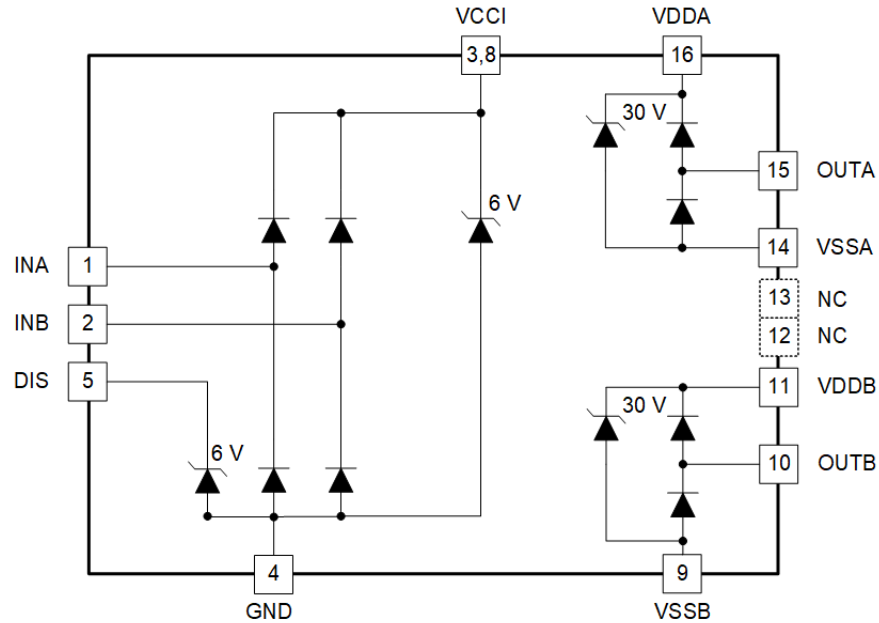 VCCI
VDDA
3,8
16
30 V
15
OUTA
6 V
14
VSSA
INA
1
13
NC
INB
2
12
NC
DIS
5
11
VDDB
30 V
6 V
10
OUTB
4
9
GND
VSSB